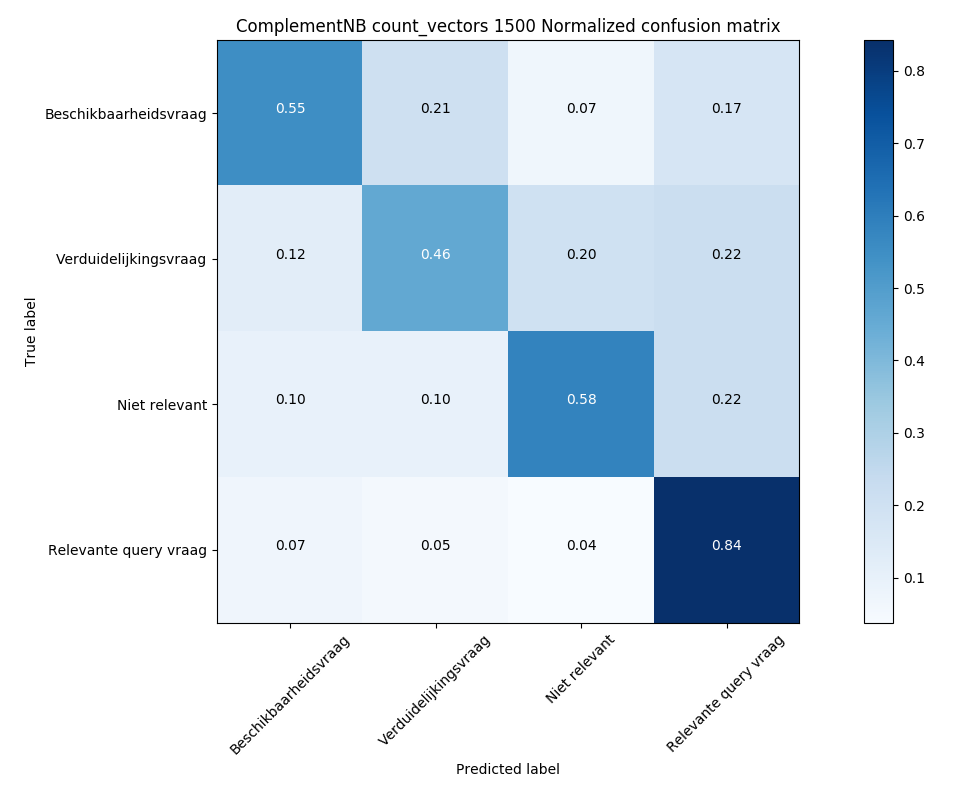 ComplementNB count_vectors 1500 Normalized confusion matrix
Beschikbaarheidsvraag 0.55 0.21 0.07 0.17
Verduidelijkingsvraag 0.12 0.46 0.20 0.22
Niet relevant 0.10 0.10 0.58 0.22
Relevante query vraag 0.07 0.05 0.04 0.84
True label
Beschikbaarheidsvraag
Verduidelijkingsvraag
Niet relevant
Relevante query vraag
Predicted label
0.8
0.7
0.6
0.5
0.4
0.3
0.2
0.1